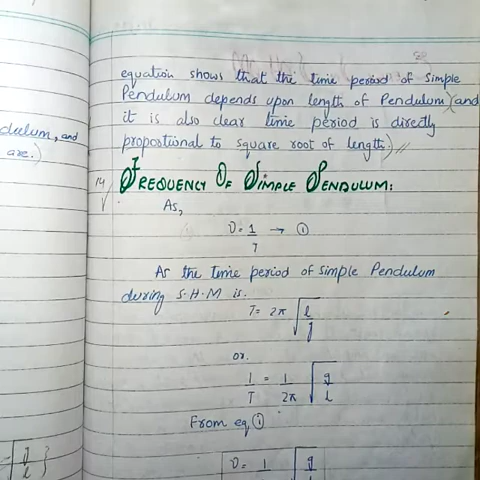 equation shows that the time period of simple
Pendulum depends upon length of Pendulum (and
it is also clear time period is directly
proportional to square root of length.)
dulum, and
are.)
14 FREQUENCY OF SIMPLE PENDULUM:
As,
υ = 1/T → ①
As the time period of simple Pendulum
during S.H.M is.
T = 2π √(l/g)
or.
1/T = 1/2π √(g/l)
From eq ①